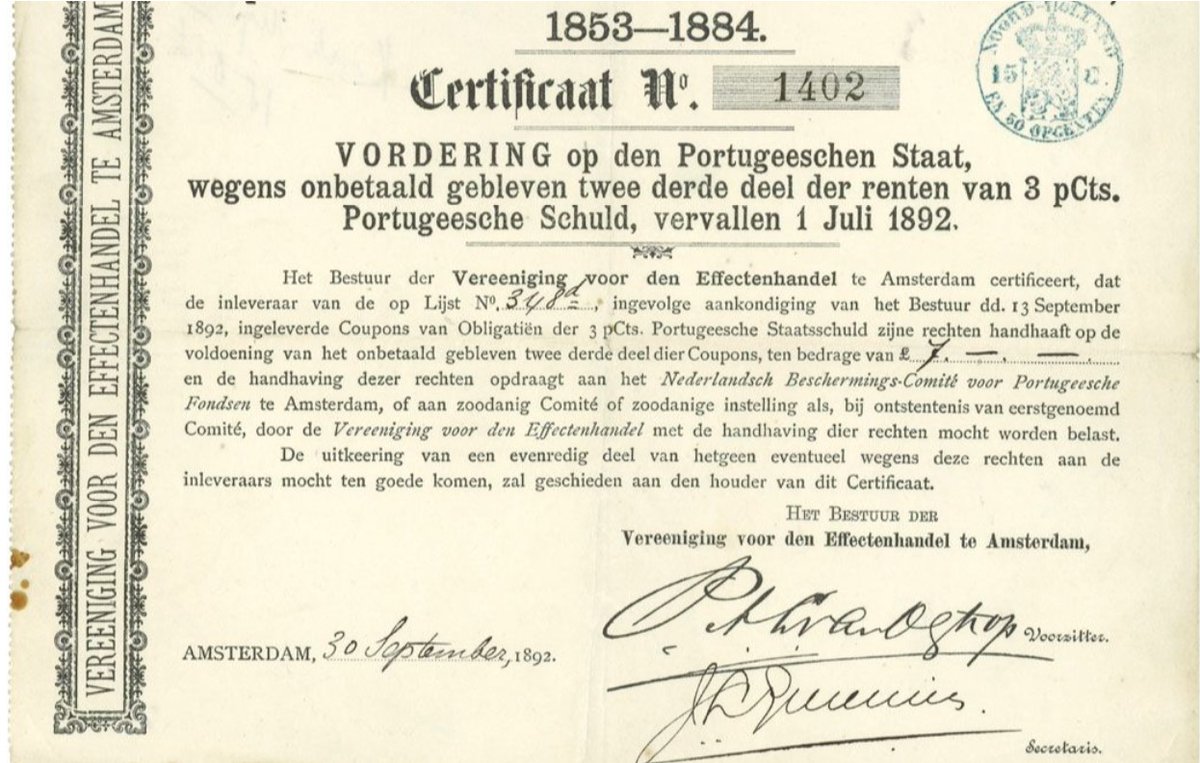 1853—1884.
Certificaat No. 1402
NOORD-HOLLAND
15 C.
EN 50 OPCENTEN
VORDERING op den Portugeeschen Staat,
wegens onbetaald gebleven twee derde deel der renten van 3 pCts.
Portugeesche Schuld, vervallen 1 Juli 1892.
Het Bestuur der Vereeniging voor den Effectenhandel te Amsterdam certificeert, dat
de inleveraar van de op Lijst No. 348d, ingevolge aankondiging van het Bestuur dd. 13 September
1892, ingeleverde Coupons van Obligatiën der 3 pCts. Portugeesche Staatsschuld zijne rechten handhaaft op de
voldoening van het onbetaald gebleven twee derde deel dier Coupons, ten bedrage van £ 7. —. —.
en de handhaving dezer rechten opdraagt aan het Nederlandsch Beschermings-Comité voor Portugeesche
Fondsen te Amsterdam, of aan zoodanig Comité of zoodanige instelling als, bij ontstentenis van eerstgenoemd
Comité, door de Vereeniging voor den Effectenhandel met de handhaving dier rechten mocht worden belast.
De uitkeering van een evenredig deel van hetgeen eventueel wegens deze rechten aan de
inleveraars mocht ten goede komen, zal geschieden aan den houder van dit Certificaat.
HET BESTUUR DER
Vereeniging voor den Effectenhandel te Amsterdam,
Voorzitter.
AMSTERDAM, 30 September, 1892.
Secretaris.
VEREENIGING VOOR DEN EFFECTENHANDEL TE AMSTERDAM